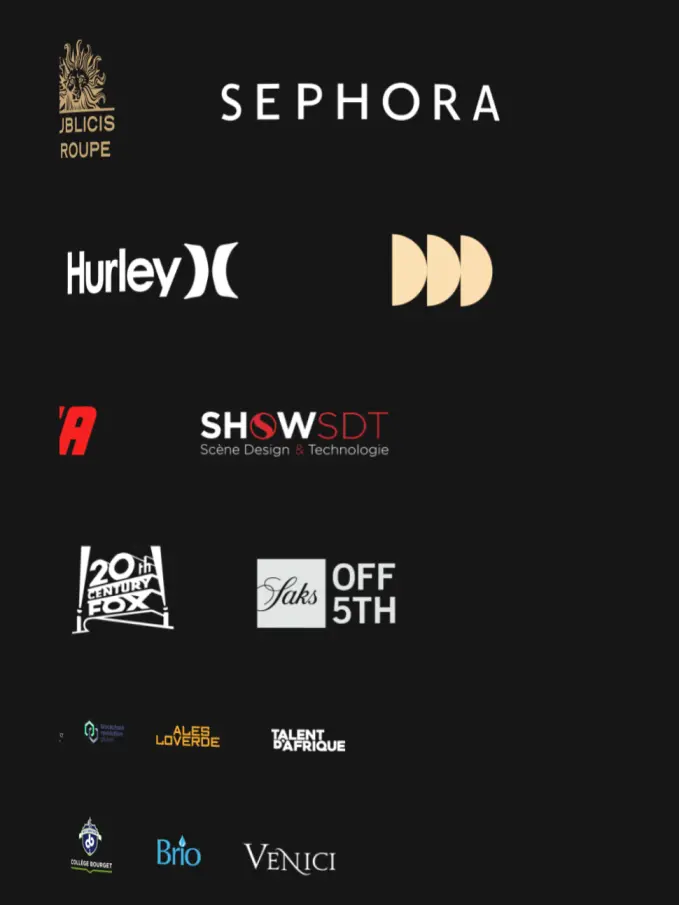 UBLICIS
ROUPE
SEPHORA
Hurley
A
SHOWSDT
Scène Design & Technologie
20th
CENTURY
FOX
Saks
OFF
5TH
ALES
LOVERDE
TALENT
D'AFRIQUE
COLLÈGE BOURGET
Brio
VENICI